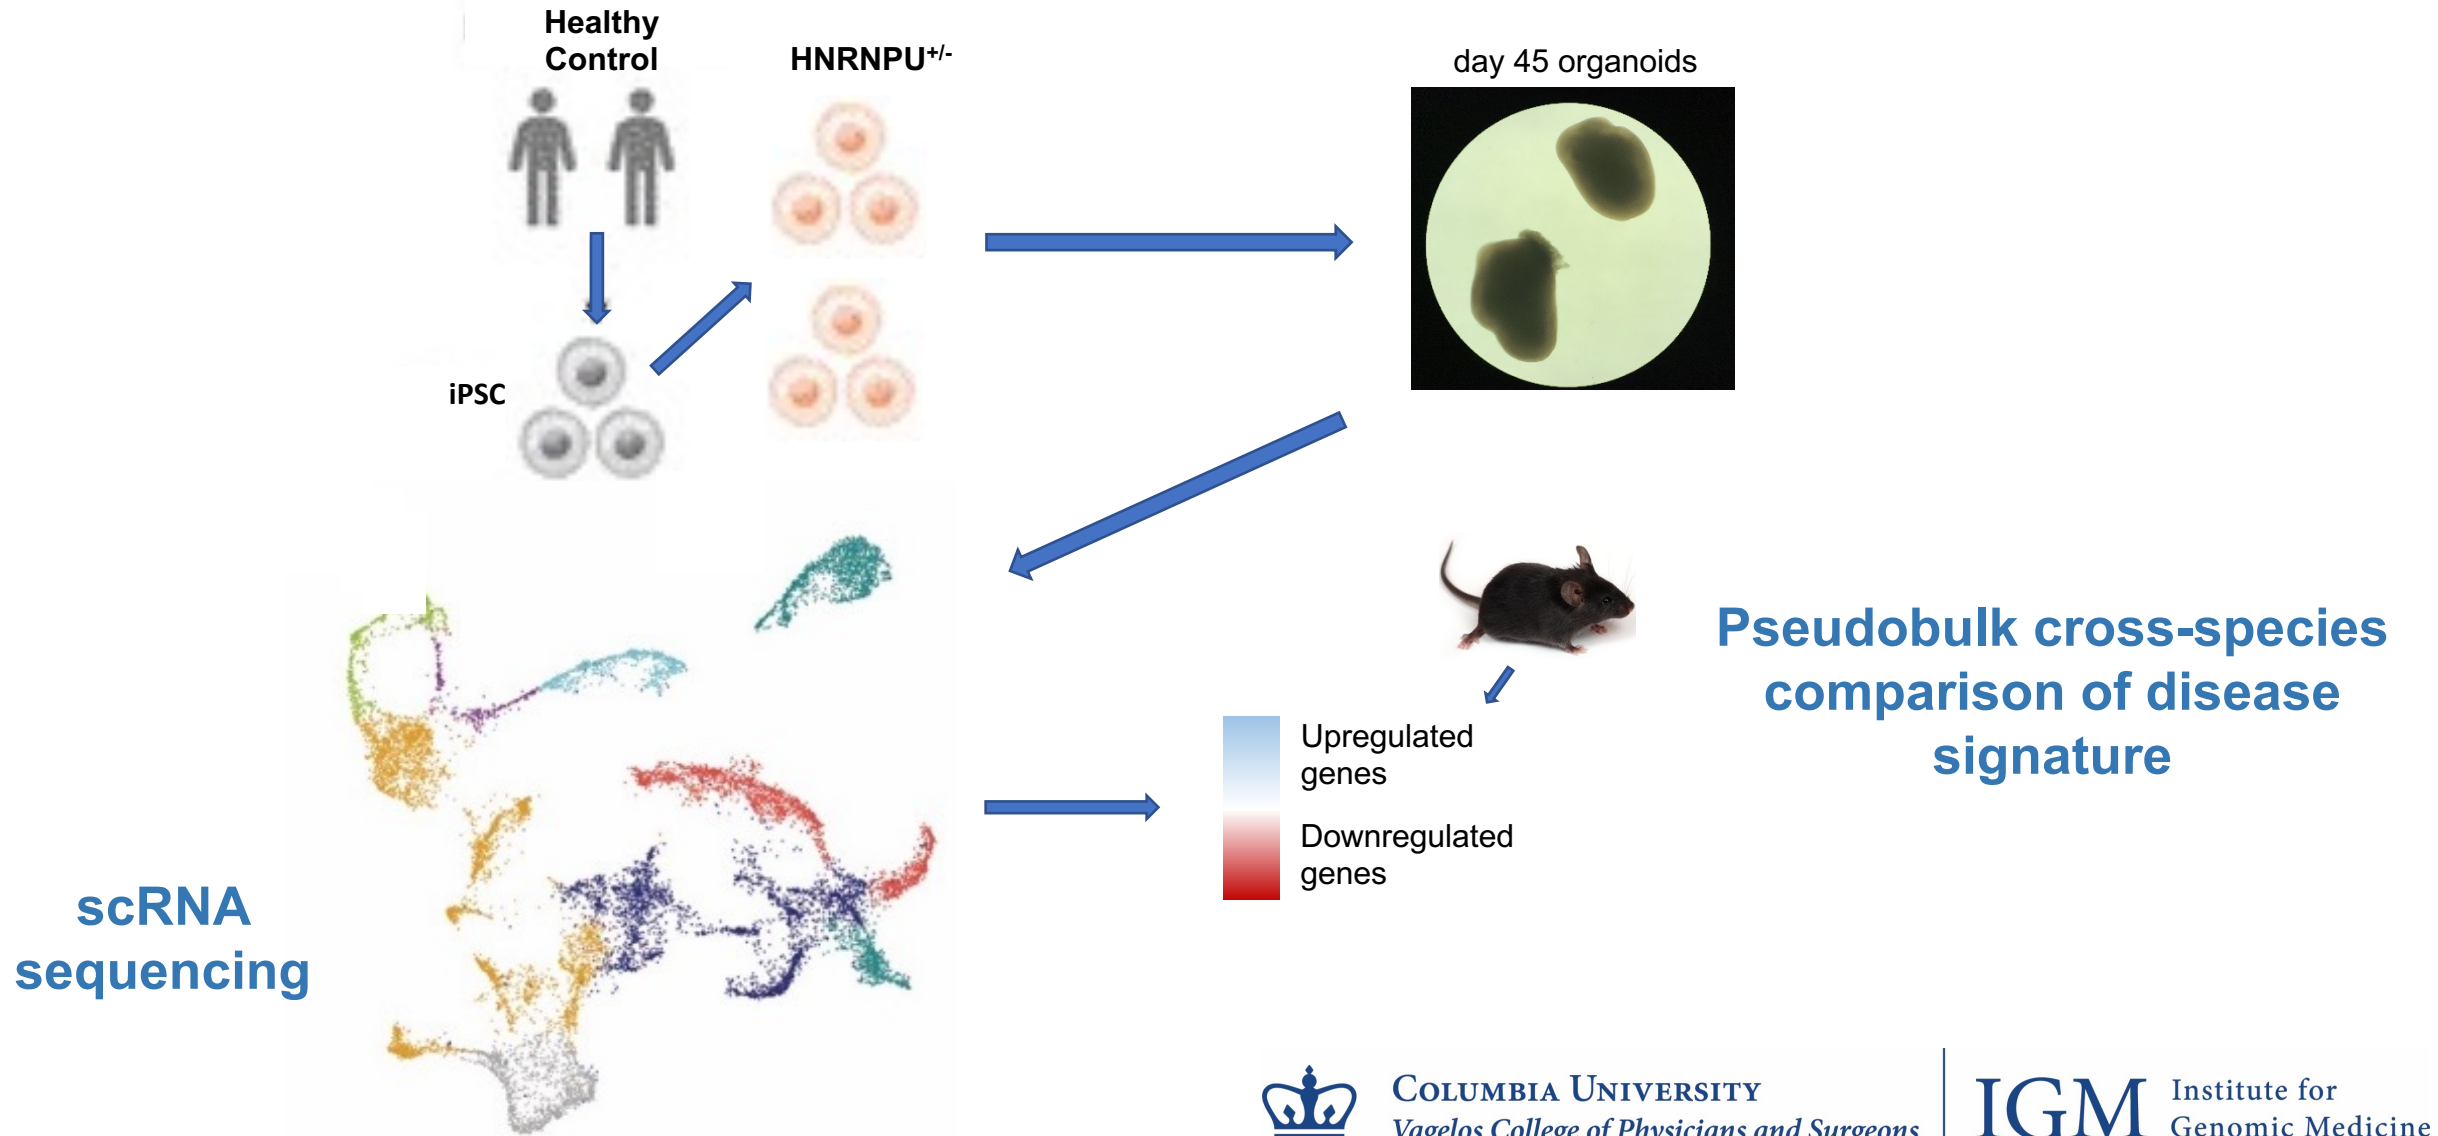 Healthy
Control
HNRNPU+/-
day 45 organoids
iPSC
Pseudobulk cross-species
comparison of disease
signature
Upregulated
genes
Downregulated
genes
scRNA
sequencing
COLUMBIA UNIVERSITY
Vagelos College of Physicians and Surgeons
IGM
Institute for
Genomic Medicine